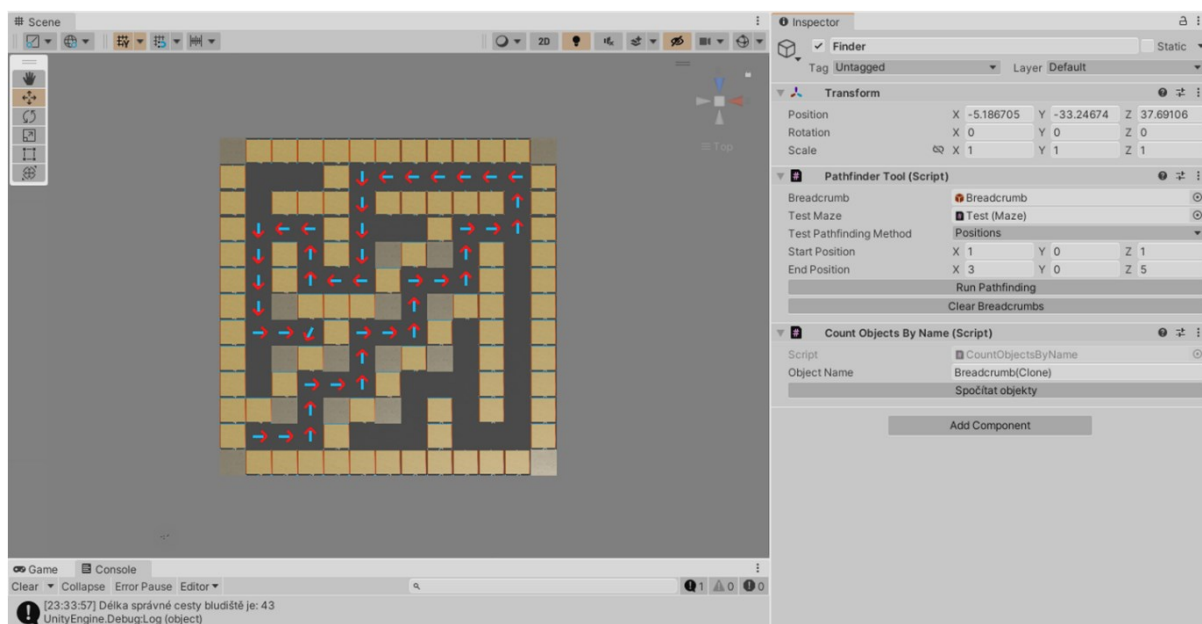 Scene
2D
Top
Inspector
Finder
Static
Tag Untagged Layer Default
Transform
Position X -5.186705 Y -33.24674 Z 37.69106
Rotation X 0 Y 0 Z 0
Scale X 1 Y 1 Z 1
Pathfinder Tool (Script)
Breadcrumb Breadcrumb
Test Maze Test (Maze)
Test Pathfinding Method Positions
Start Position X 1 Y 0 Z 1
End Position X 3 Y 0 Z 5
Run Pathfinding
Clear Breadcrumbs
Count Objects By Name (Script)
Script CountObjectsByName
Object Name Breadcrumb(Clone)
Spočítat objekty
Add Component
Game Console
Clear Collapse Error Pause Editor 1 0 0
[23:33:57] Délka správné cesty bludiště je: 43
UnityEngine.Debug:Log (object)